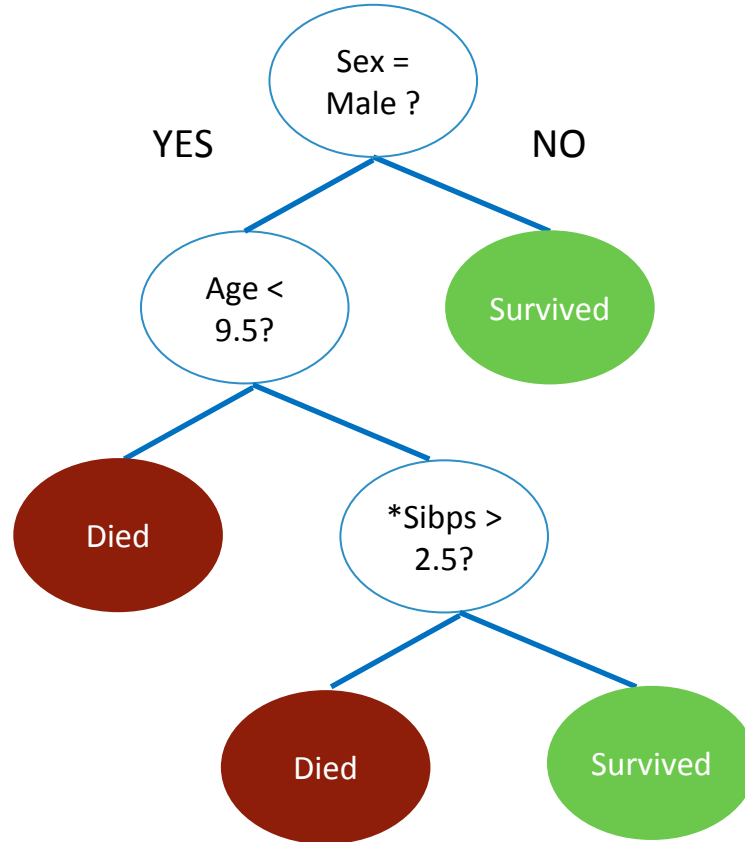 Sex =
Male ?
YES
NO
Age <
9.5?
Survived
Died
*Sibps >
2.5?
Died
Survived